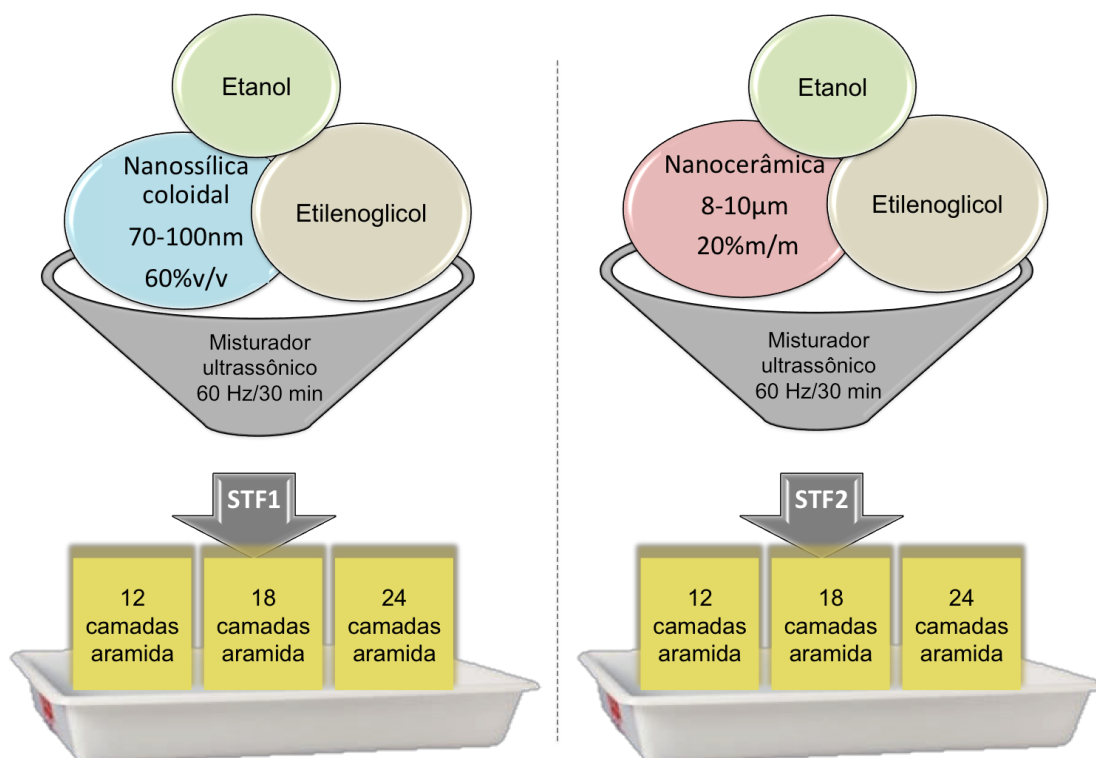 Etanol
Nanossílica
coloidal
70-100nm
60%v/v
Etilenoglicol
Misturador
ultrassônico
60 Hz/30 min
STF1
12
camadas
aramida
18
camadas
aramida
24
camadas
aramida
Etanol
Nanocerâmica
8-10µm
20%m/m
Etilenoglicol
Misturador
ultrassônico
60 Hz/30 min
STF2
12
camadas
aramida
18
camadas
aramida
24
camadas
aramida